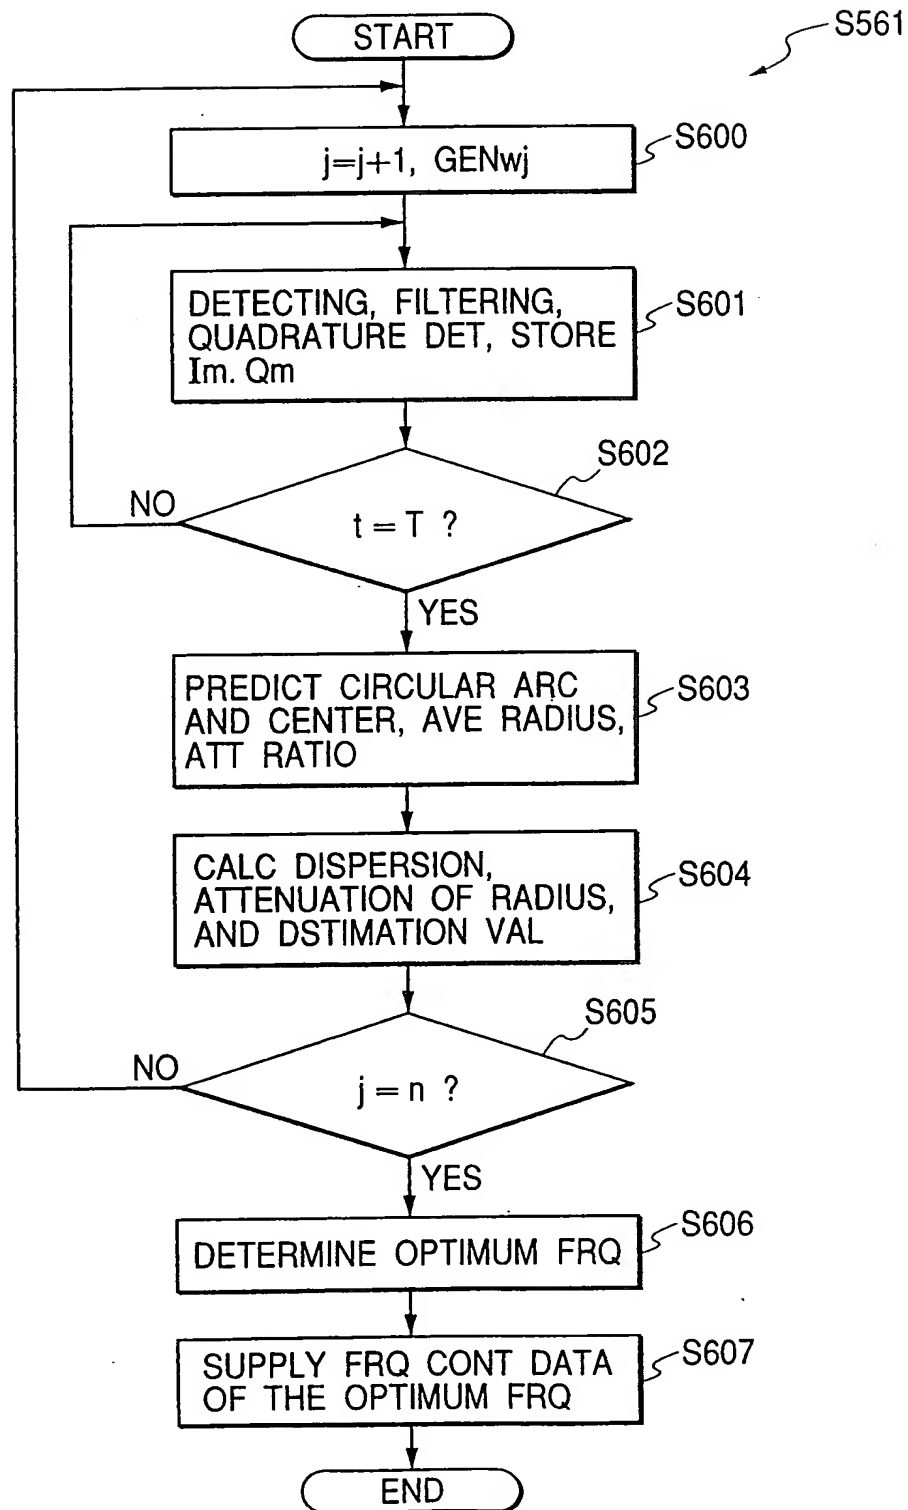 START
S561
j=j+1, GENwj
S600
DETECTING, FILTERING,
QUADRATURE DET, STORE
Im. Qm
S601
S602
NO
t = T ?
YES
PREDICT CIRCULAR ARC
AND CENTER, AVE RADIUS,
ATT RATIO
S603
CALC DISPERSION,
ATTENUATION OF RADIUS,
AND DSTIMATION VAL
S604
S605
NO
j = n ?
YES
DETERMINE OPTIMUM FRQ
S606
SUPPLY FRQ CONT DATA
OF THE OPTIMUM FRQ
S607
END